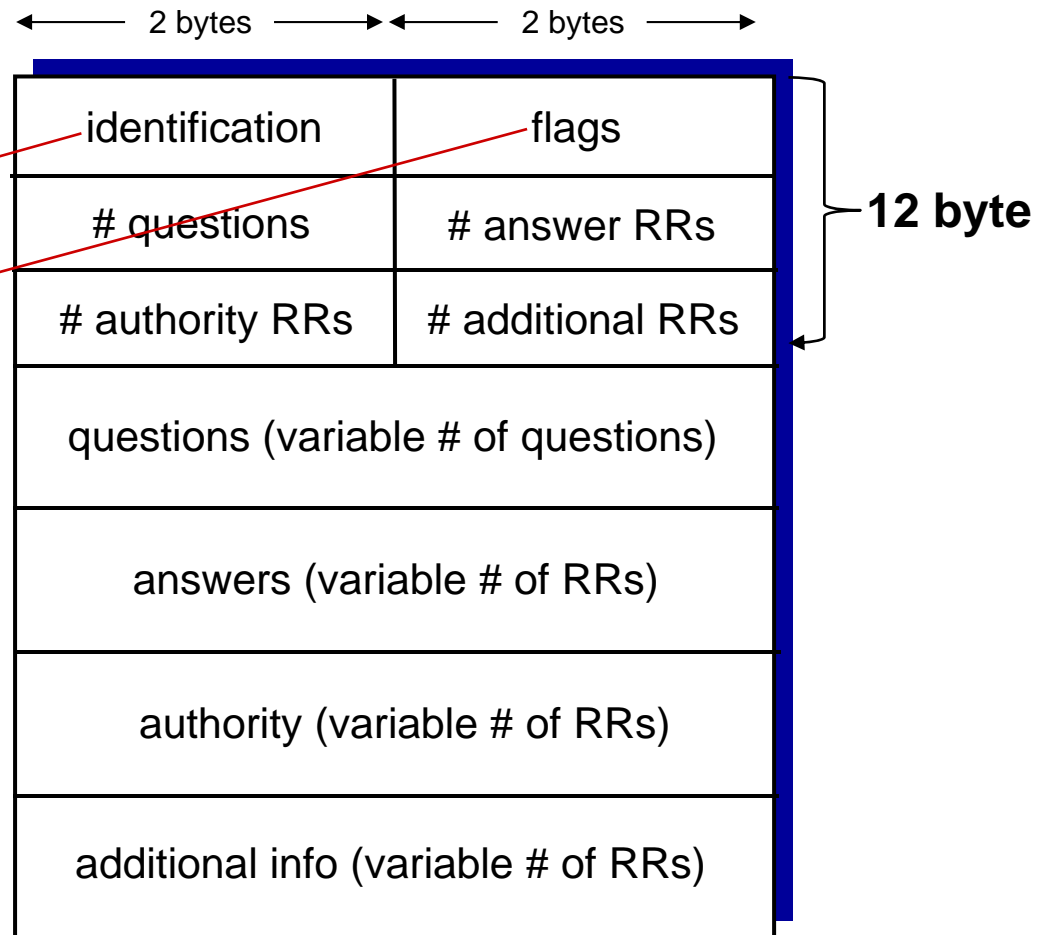 2 bytes 2 bytes
identification flags
# questions # answer RRs
12 byte
# authority RRs # additional RRs
questions (variable # of questions)
answers (variable # of RRs)
authority (variable # of RRs)
additional info (variable # of RRs)